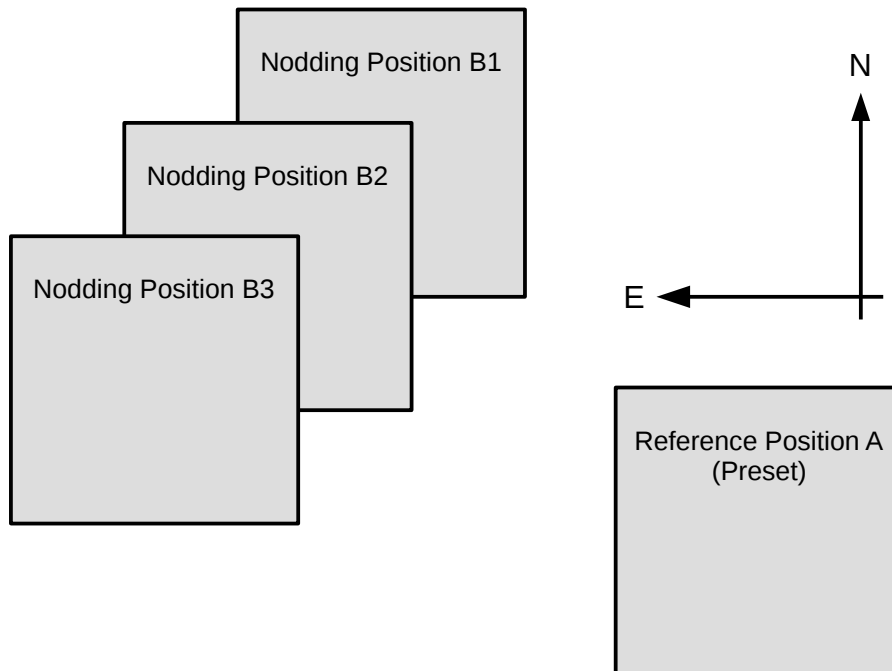 Nodding Position B1
N
Nodding Position B2
Nodding Position B3
E
Reference Position A
(Preset)